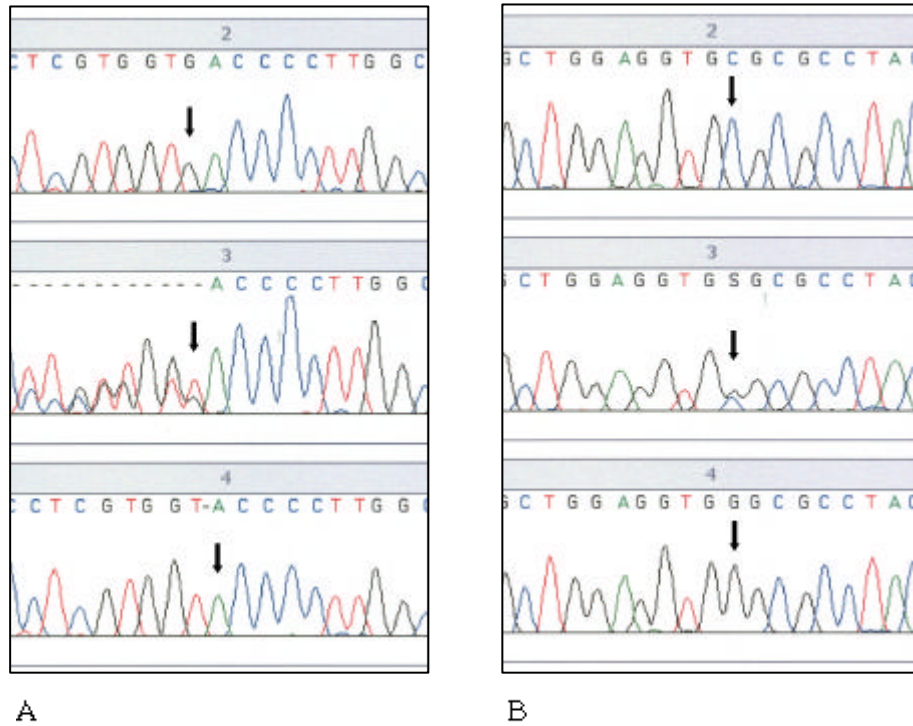 2
C T C G T G G T G A C C C C T T G G C
3
- - - - - - - - - - - - - - A C C C C T T G G C
4
C C T C G T G G T - A C C C C T T G G C
A
2
G C T G G A G G T G C G C G C C T A C
3
G C T G G A G G T G S G C G C C T A C
4
G C T G G A G G T G G G C G C C T A C
B